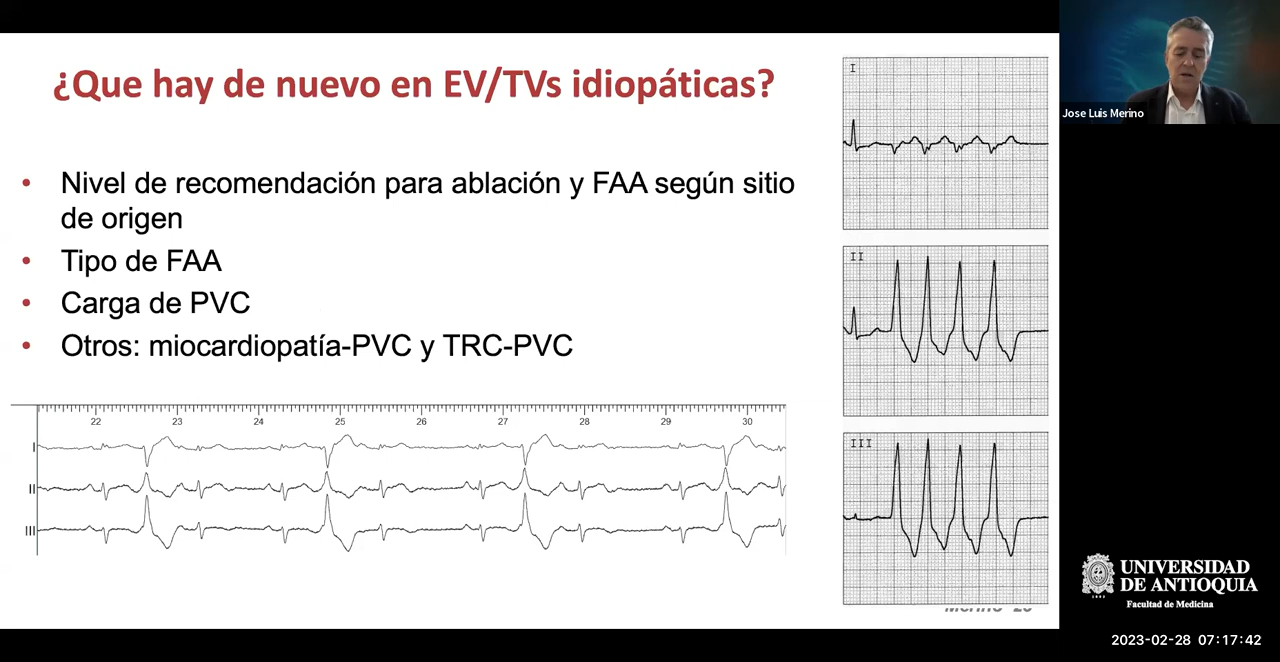 ¿Que hay de nuevo en EV/TVs idiopáticas?
• Nivel de recomendación para ablación y FAA según sitio
de origen
• Tipo de FAA
• Carga de PVC
• Otros: miocardiopatía-PVC y TRC-PVC
22 23 24 25 26 27 28 29 30
I
II
III
I
II
III
Jose Luis Merino
UNIVERSIDAD
DE ANTIOQUIA
1803
Facultad de Medicina
2023-02-28 07:17:42